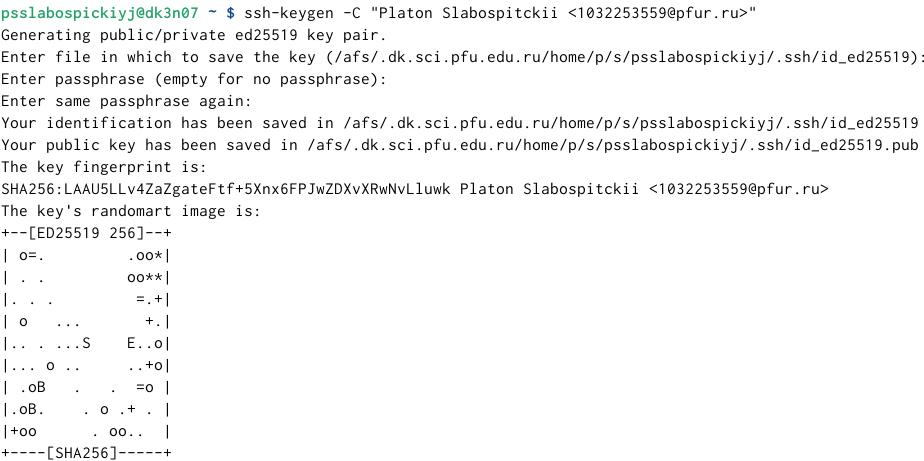 psslabospickiyj@dk3n07 ~ $ ssh-keygen -C "Platon Slabospitckii <1032253559@pfur.ru>"
Generating public/private ed25519 key pair.
Enter file in which to save the key (/afs/.dk.sci.pfu.edu.ru/home/p/s/psslabospickiyj/.ssh/id_ed25519):
Enter passphrase (empty for no passphrase):
Enter same passphrase again:
Your identification has been saved in /afs/.dk.sci.pfu.edu.ru/home/p/s/psslabospickiyj/.ssh/id_ed25519
Your public key has been saved in /afs/.dk.sci.pfu.edu.ru/home/p/s/psslabospickiyj/.ssh/id_ed25519.pub
The key fingerprint is:
SHA256:LAAU5LLv4ZaZgateFtf+5Xnx6FPJwZDXvXRwNvLluwk Platon Slabospitckii <1032253559@pfur.ru>
The key's randomart image is:
+--[ED25519 256]--+
| o=.         .oo*|
| . .         oo**|
|. . .         =.+|
| o   ...       +.|
|.. . ...S    E..o|
|... o ..     ..+o|
| .oB   .   .  =o |
|.oB.    . o .+ . |
|+oo      . oo..  |
+----[SHA256]-----+